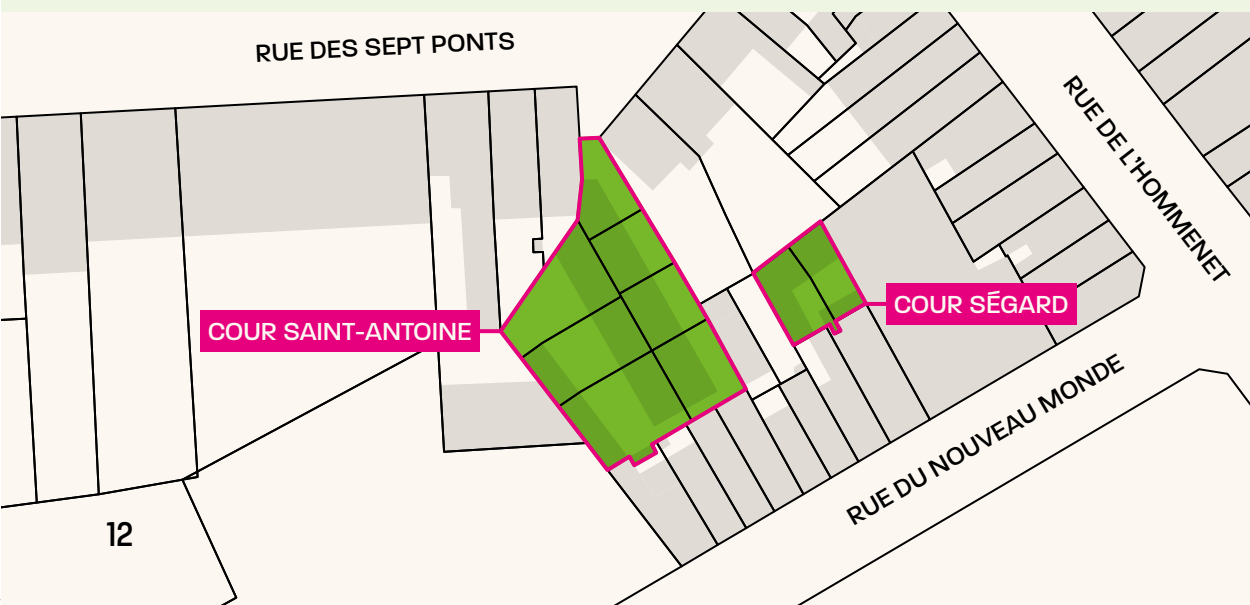 RUE DES SEPT PONTS
RUE DE L'HOMMENET
COUR SAINT-ANTOINE
COUR SÉGARD
RUE DU NOUVEAU MONDE
12